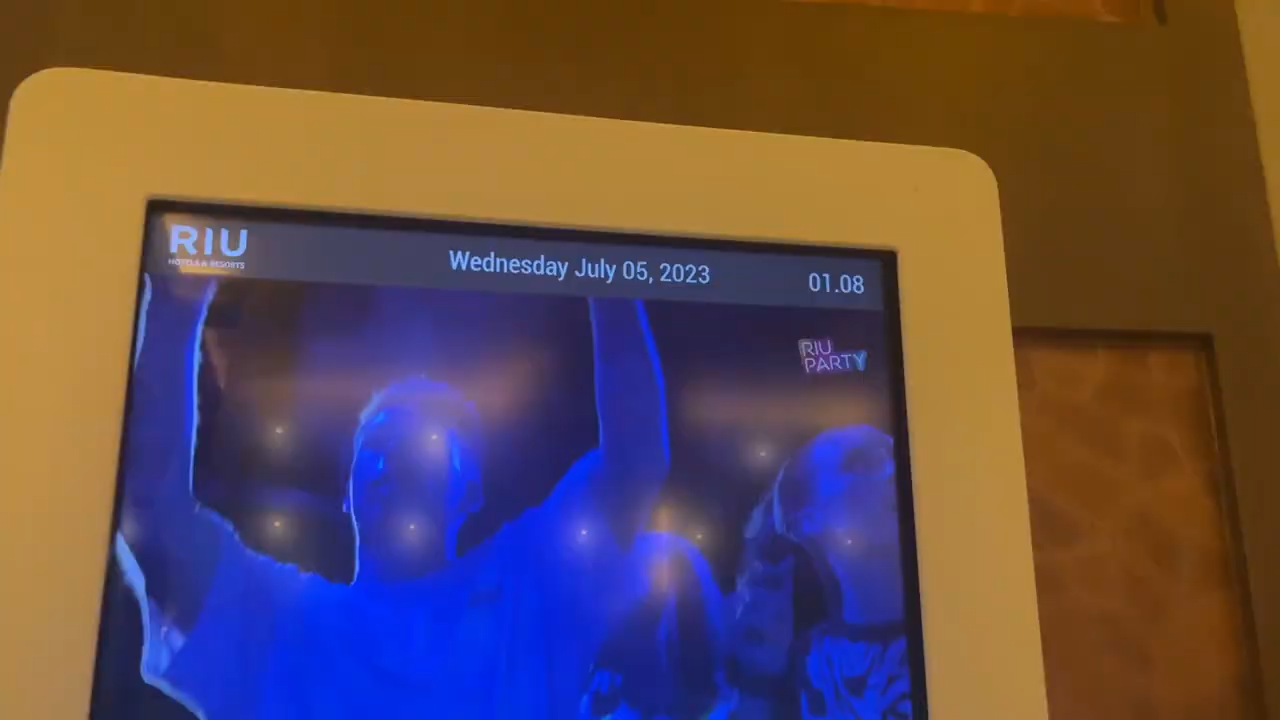 RIU
HOTELS & RESORTS
Wednesday July 05, 2023
01.08
RIU
PARTY